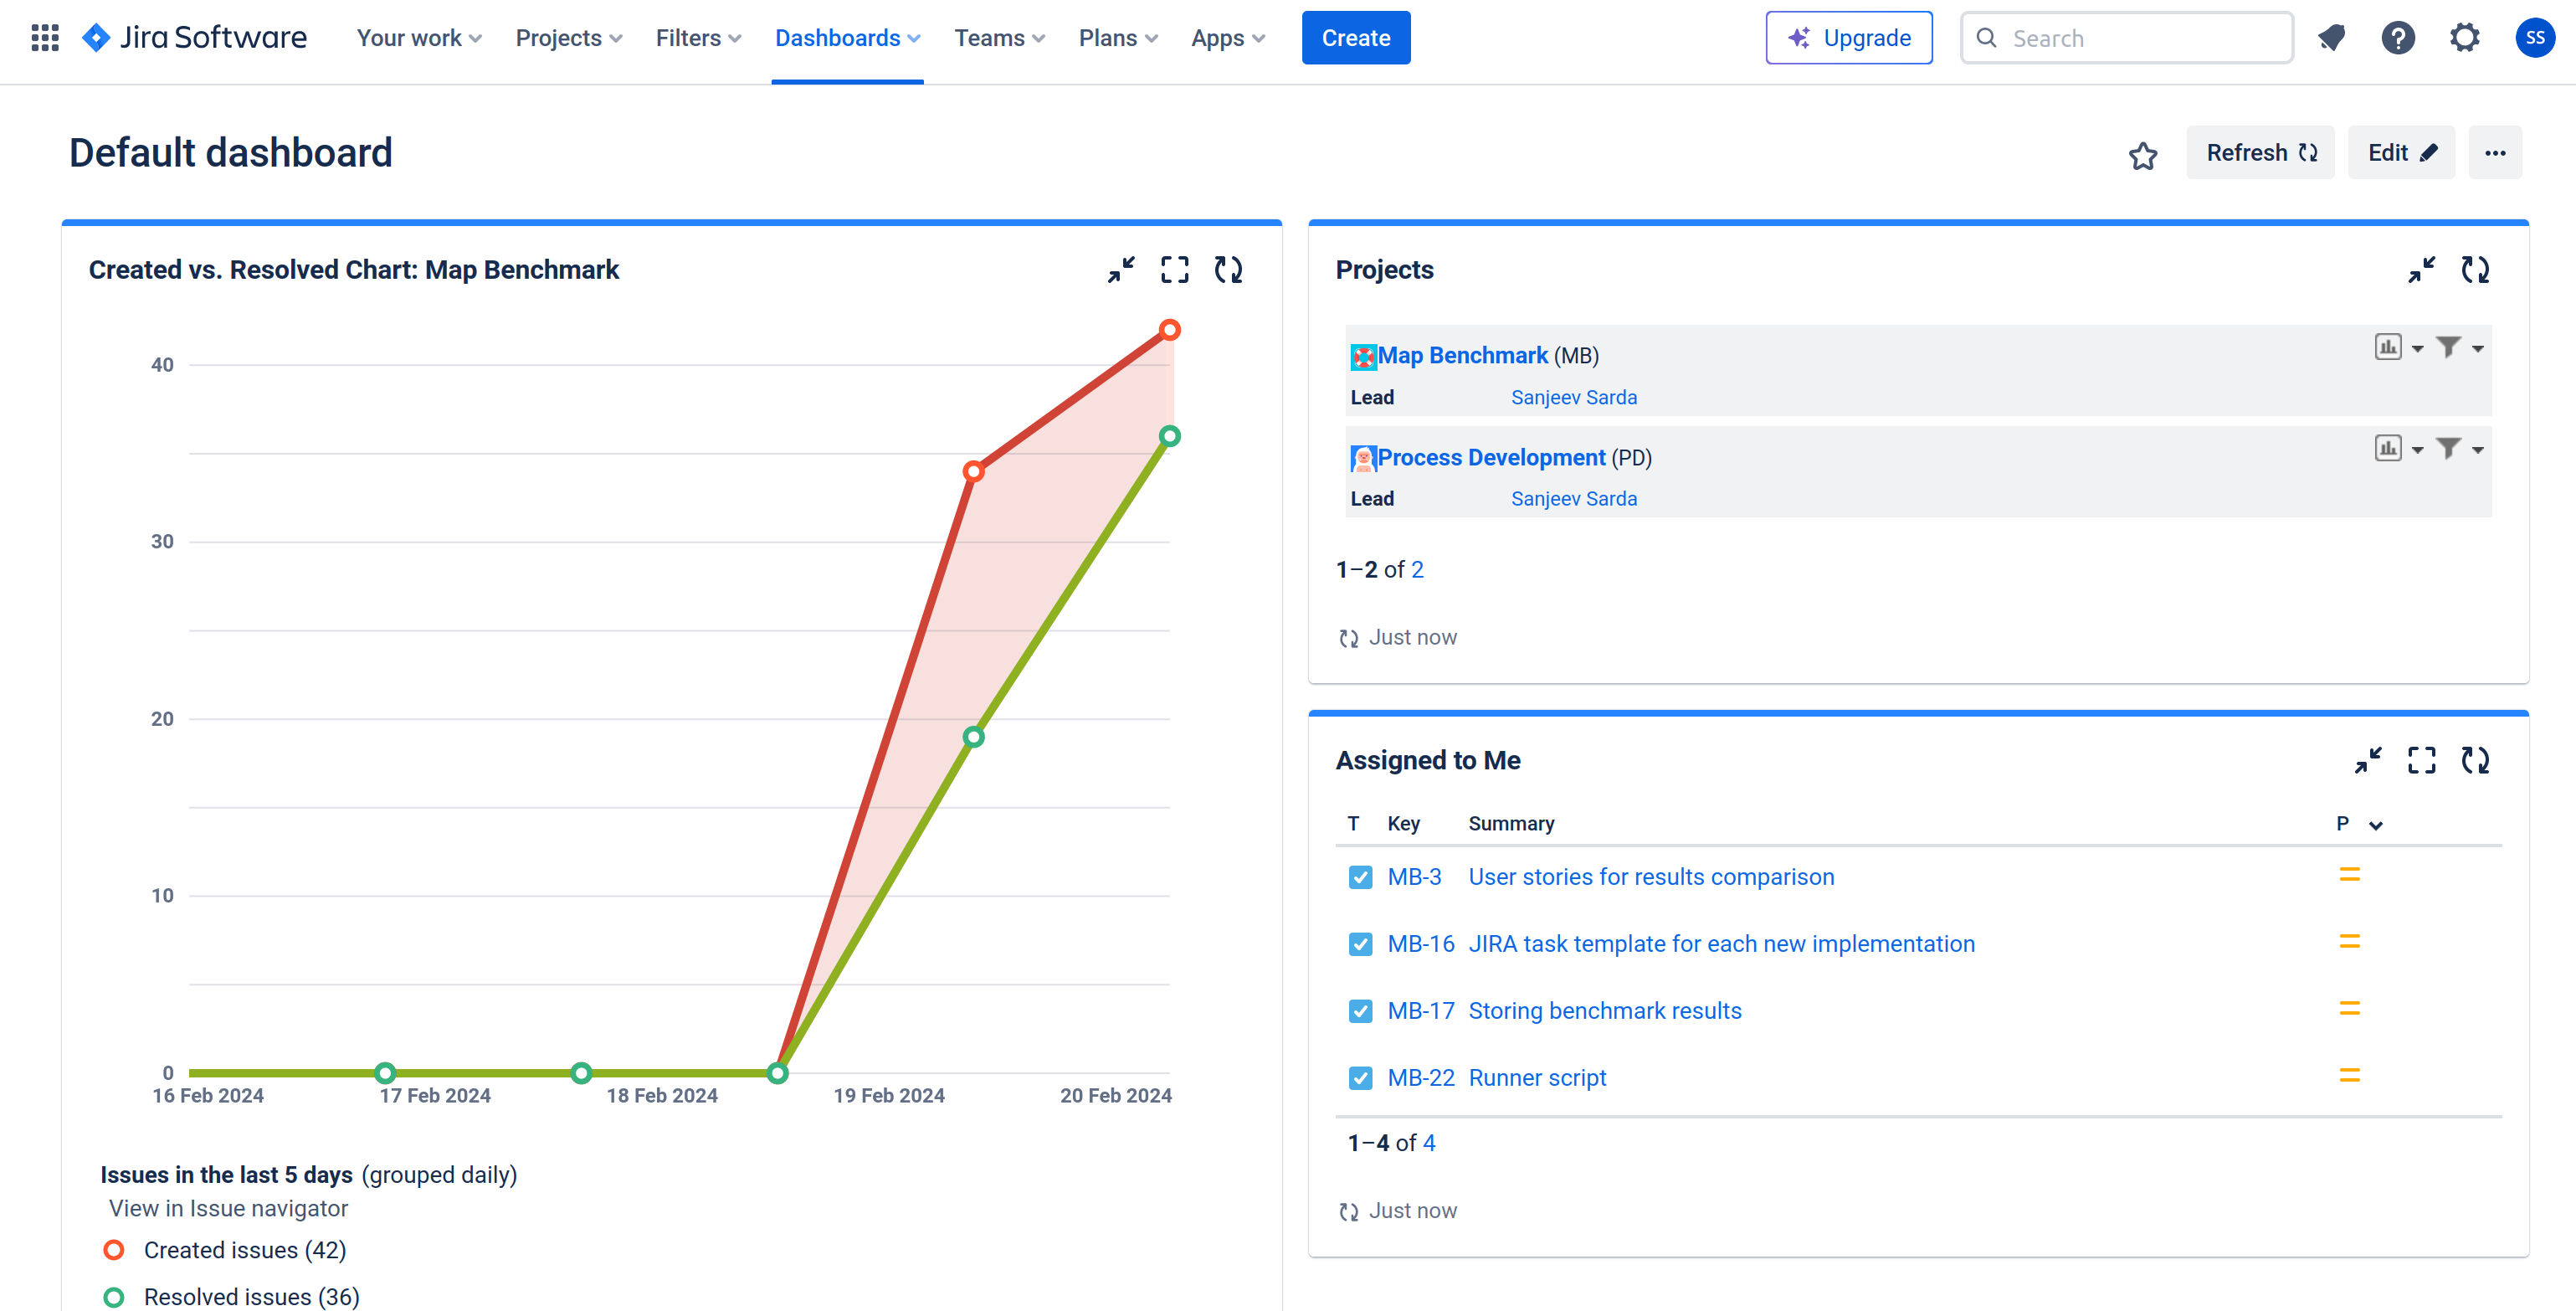 Jira Software Your work Projects Filters Dashboards Teams Plans Apps Create Upgrade Search SS
Default dashboard
Refresh Edit
Created vs. Resolved Chart: Map Benchmark
40
30
20
10
0
16 Feb 2024 17 Feb 2024 18 Feb 2024 19 Feb 2024 20 Feb 2024
Issues in the last 5 days (grouped daily)
View in Issue navigator
Created issues (42)
Resolved issues (36)
Projects
Map Benchmark (MB)
Lead Sanjeev Sarda
Process Development (PD)
Lead Sanjeev Sarda
1–2 of 2
Just now
Assigned to Me
T Key Summary P
MB-3 User stories for results comparison
MB-16 JIRA task template for each new implementation
MB-17 Storing benchmark results
MB-22 Runner script
1–4 of 4
Just now